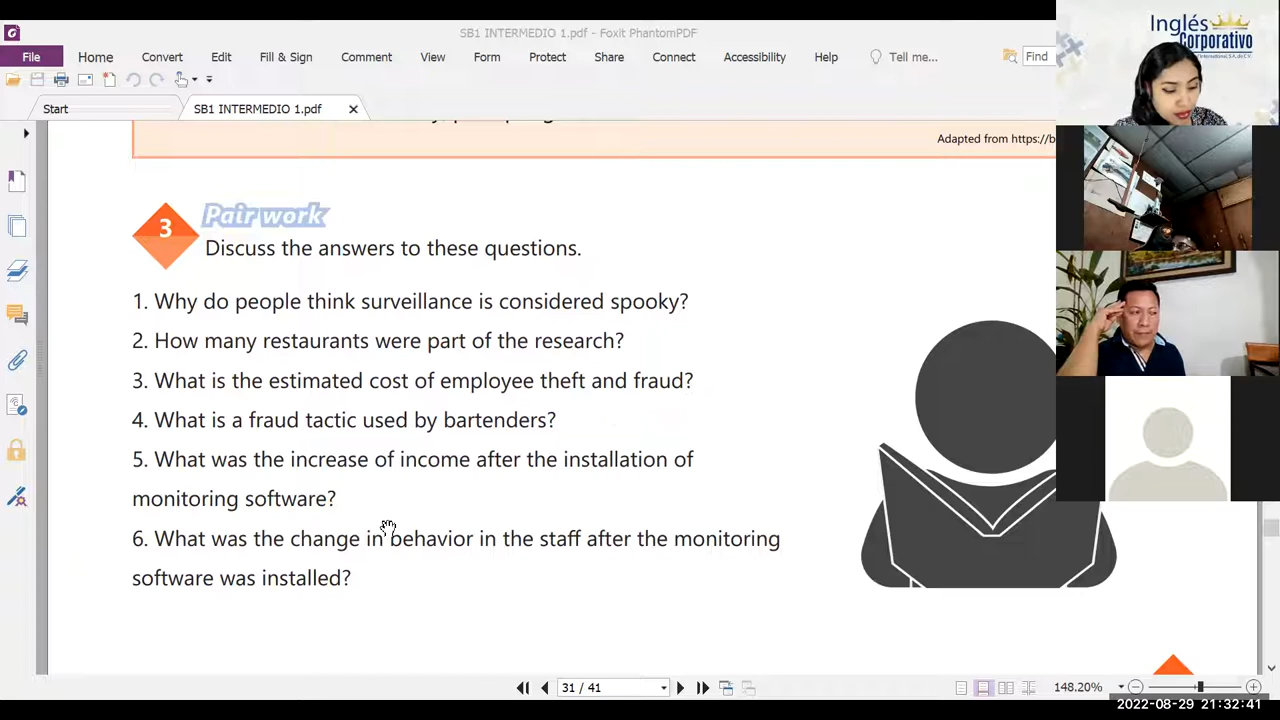 SB1 INTERMEDIO 1.pdf - Foxit PhantomPDF
File Home Convert Edit Fill & Sign Comment View Form Protect Share Connect Accessibility Help Tell me... Find
Start SB1 INTERMEDIO 1.pdf
Inglés
Corporativo
Adapted from https://b
3
Pair work
Discuss the answers to these questions.
1. Why do people think surveillance is considered spooky?
2. How many restaurants were part of the research?
3. What is the estimated cost of employee theft and fraud?
4. What is a fraud tactic used by bartenders?
5. What was the increase of income after the installation of
monitoring software?
6. What was the change in behavior in the staff after the monitoring
software was installed?
31 / 41
148.20%
2022-08-29 21:32:41